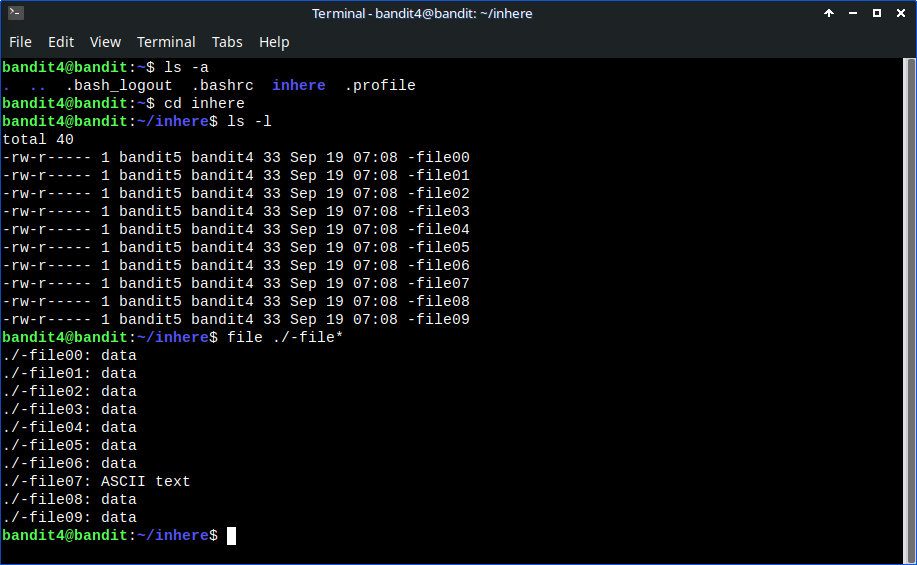 Terminal - bandit4@bandit: ~/inhere
File Edit View Terminal Tabs Help
bandit4@bandit:~$ ls -a
.  ..  .bash_logout  .bashrc  inhere  .profile
bandit4@bandit:~$ cd inhere
bandit4@bandit:~/inhere$ ls -l
total 40
-rw-r----- 1 bandit5 bandit4 33 Sep 19 07:08 -file00
-rw-r----- 1 bandit5 bandit4 33 Sep 19 07:08 -file01
-rw-r----- 1 bandit5 bandit4 33 Sep 19 07:08 -file02
-rw-r----- 1 bandit5 bandit4 33 Sep 19 07:08 -file03
-rw-r----- 1 bandit5 bandit4 33 Sep 19 07:08 -file04
-rw-r----- 1 bandit5 bandit4 33 Sep 19 07:08 -file05
-rw-r----- 1 bandit5 bandit4 33 Sep 19 07:08 -file06
-rw-r----- 1 bandit5 bandit4 33 Sep 19 07:08 -file07
-rw-r----- 1 bandit5 bandit4 33 Sep 19 07:08 -file08
-rw-r----- 1 bandit5 bandit4 33 Sep 19 07:08 -file09
bandit4@bandit:~/inhere$ file ./-file*
./-file00: data
./-file01: data
./-file02: data
./-file03: data
./-file04: data
./-file05: data
./-file06: data
./-file07: ASCII text
./-file08: data
./-file09: data
bandit4@bandit:~/inhere$